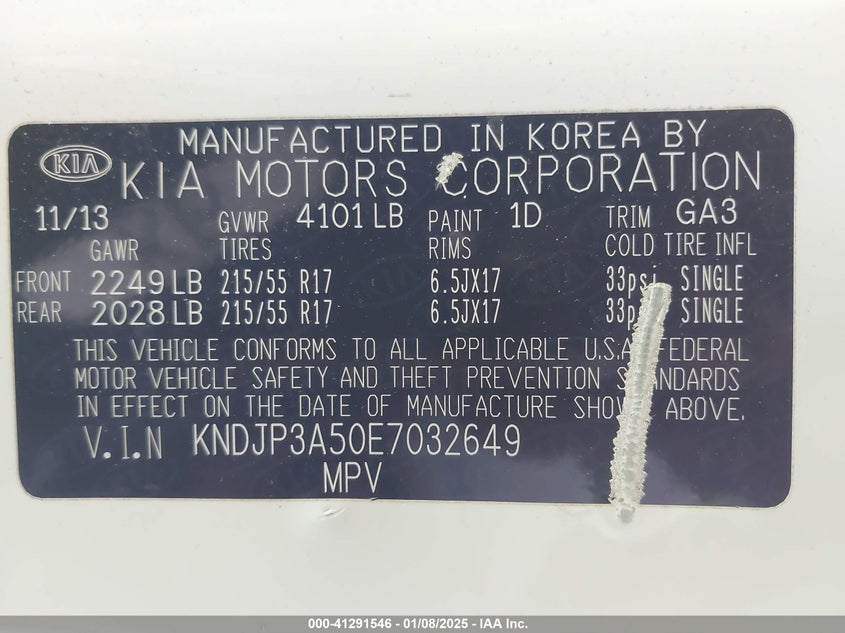 MANUFACTURED IN KOREA BY
KIA KIA MOTORS CORPORATION
11/13 GVWR 4101 LB PAINT 1D TRIM GA3
GAWR TIRES RIMS COLD TIRE INFL
FRONT 2249 LB 215/55 R17 6.5JX17 33psi SINGLE
REAR 2028 LB 215/55 R17 6.5JX17 33psi SINGLE
THIS VEHICLE CONFORMS TO ALL APPLICABLE U.S.A. FEDERAL
MOTOR VEHICLE SAFETY AND THEFT PREVENTION STANDARDS
IN EFFECT ON THE DATE OF MANUFACTURE SHOWN ABOVE.
V.I.N KNDJP3A50E7032649
MPV
000-41291546 - 01/08/2025 - IAA Inc.